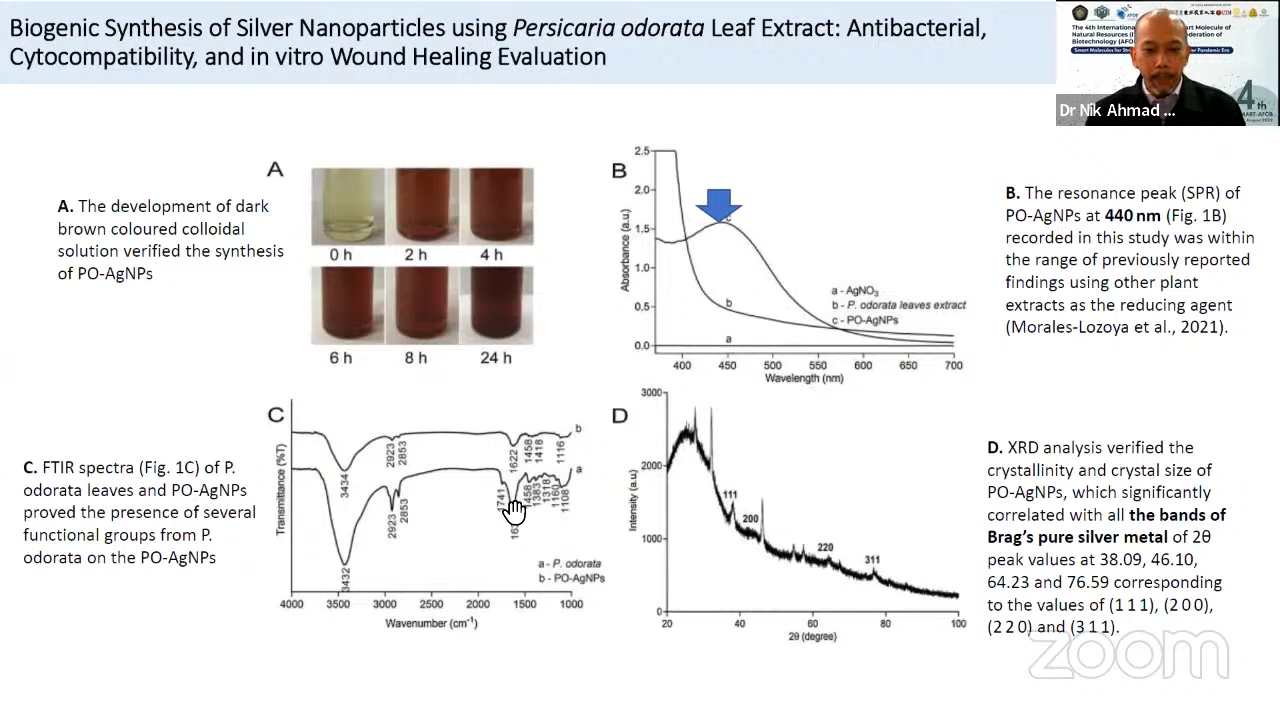 Biogenic Synthesis of Silver Nanoparticles using Persicaria odorata Leaf Extract: Antibacterial,
Cytocompatibility, and in vitro Wound Healing Evaluation
The 4th International
Natural Resources
Biotechnology (AFOB
4th
Dr Nik Ahmad ...
A. The development of dark
brown coloured colloidal
solution verified the synthesis
of PO-AgNPs
A
0 h 2 h 4 h
6 h 8 h 24 h
B
2.5
2.0
1.5
1.0
0.5
0.0
Absorbance (a.u.)
c
b
a
a - AgNO₃
b - P. odorata leaves extract
c - PO-AgNPs
400 450 500 550 600 650 700
Wavelength (nm)
B. The resonance peak (SPR) of
PO-AgNPs at 440 nm (Fig. 1B)
recorded in this study was within
the range of previously reported
findings using other plant
extracts as the reducing agent
(Morales-Lozoya et al., 2021).
C. FTIR spectra (Fig. 1C) of P.
odorata leaves and PO-AgNPs
proved the presence of several
functional groups from P.
odorata on the PO-AgNPs
C
Transmittance (%T)
b
3434 2923 2853 1622 1458 1418 1116
a
3432 2923 2853 1741 1458 1383 1318 1160 1108
a - P. odorata
b - PO-AgNPs
4000 3500 3000 2500 2000 1500 1000
Wavenumber (cm⁻¹)
D
3000
2000
1000
0
Intensity (a.u)
111
200
220
311
20 40 60 80 100
2θ (degree)
D. XRD analysis verified the
crystallinity and crystal size of
PO-AgNPs, which significantly
correlated with all the bands of
Brag's pure silver metal of 2θ
peak values at 38.09, 46.10,
64.23 and 76.59 corresponding
to the values of (1 1 1), (2 0 0),
(2 2 0) and (3 1 1).
zoom